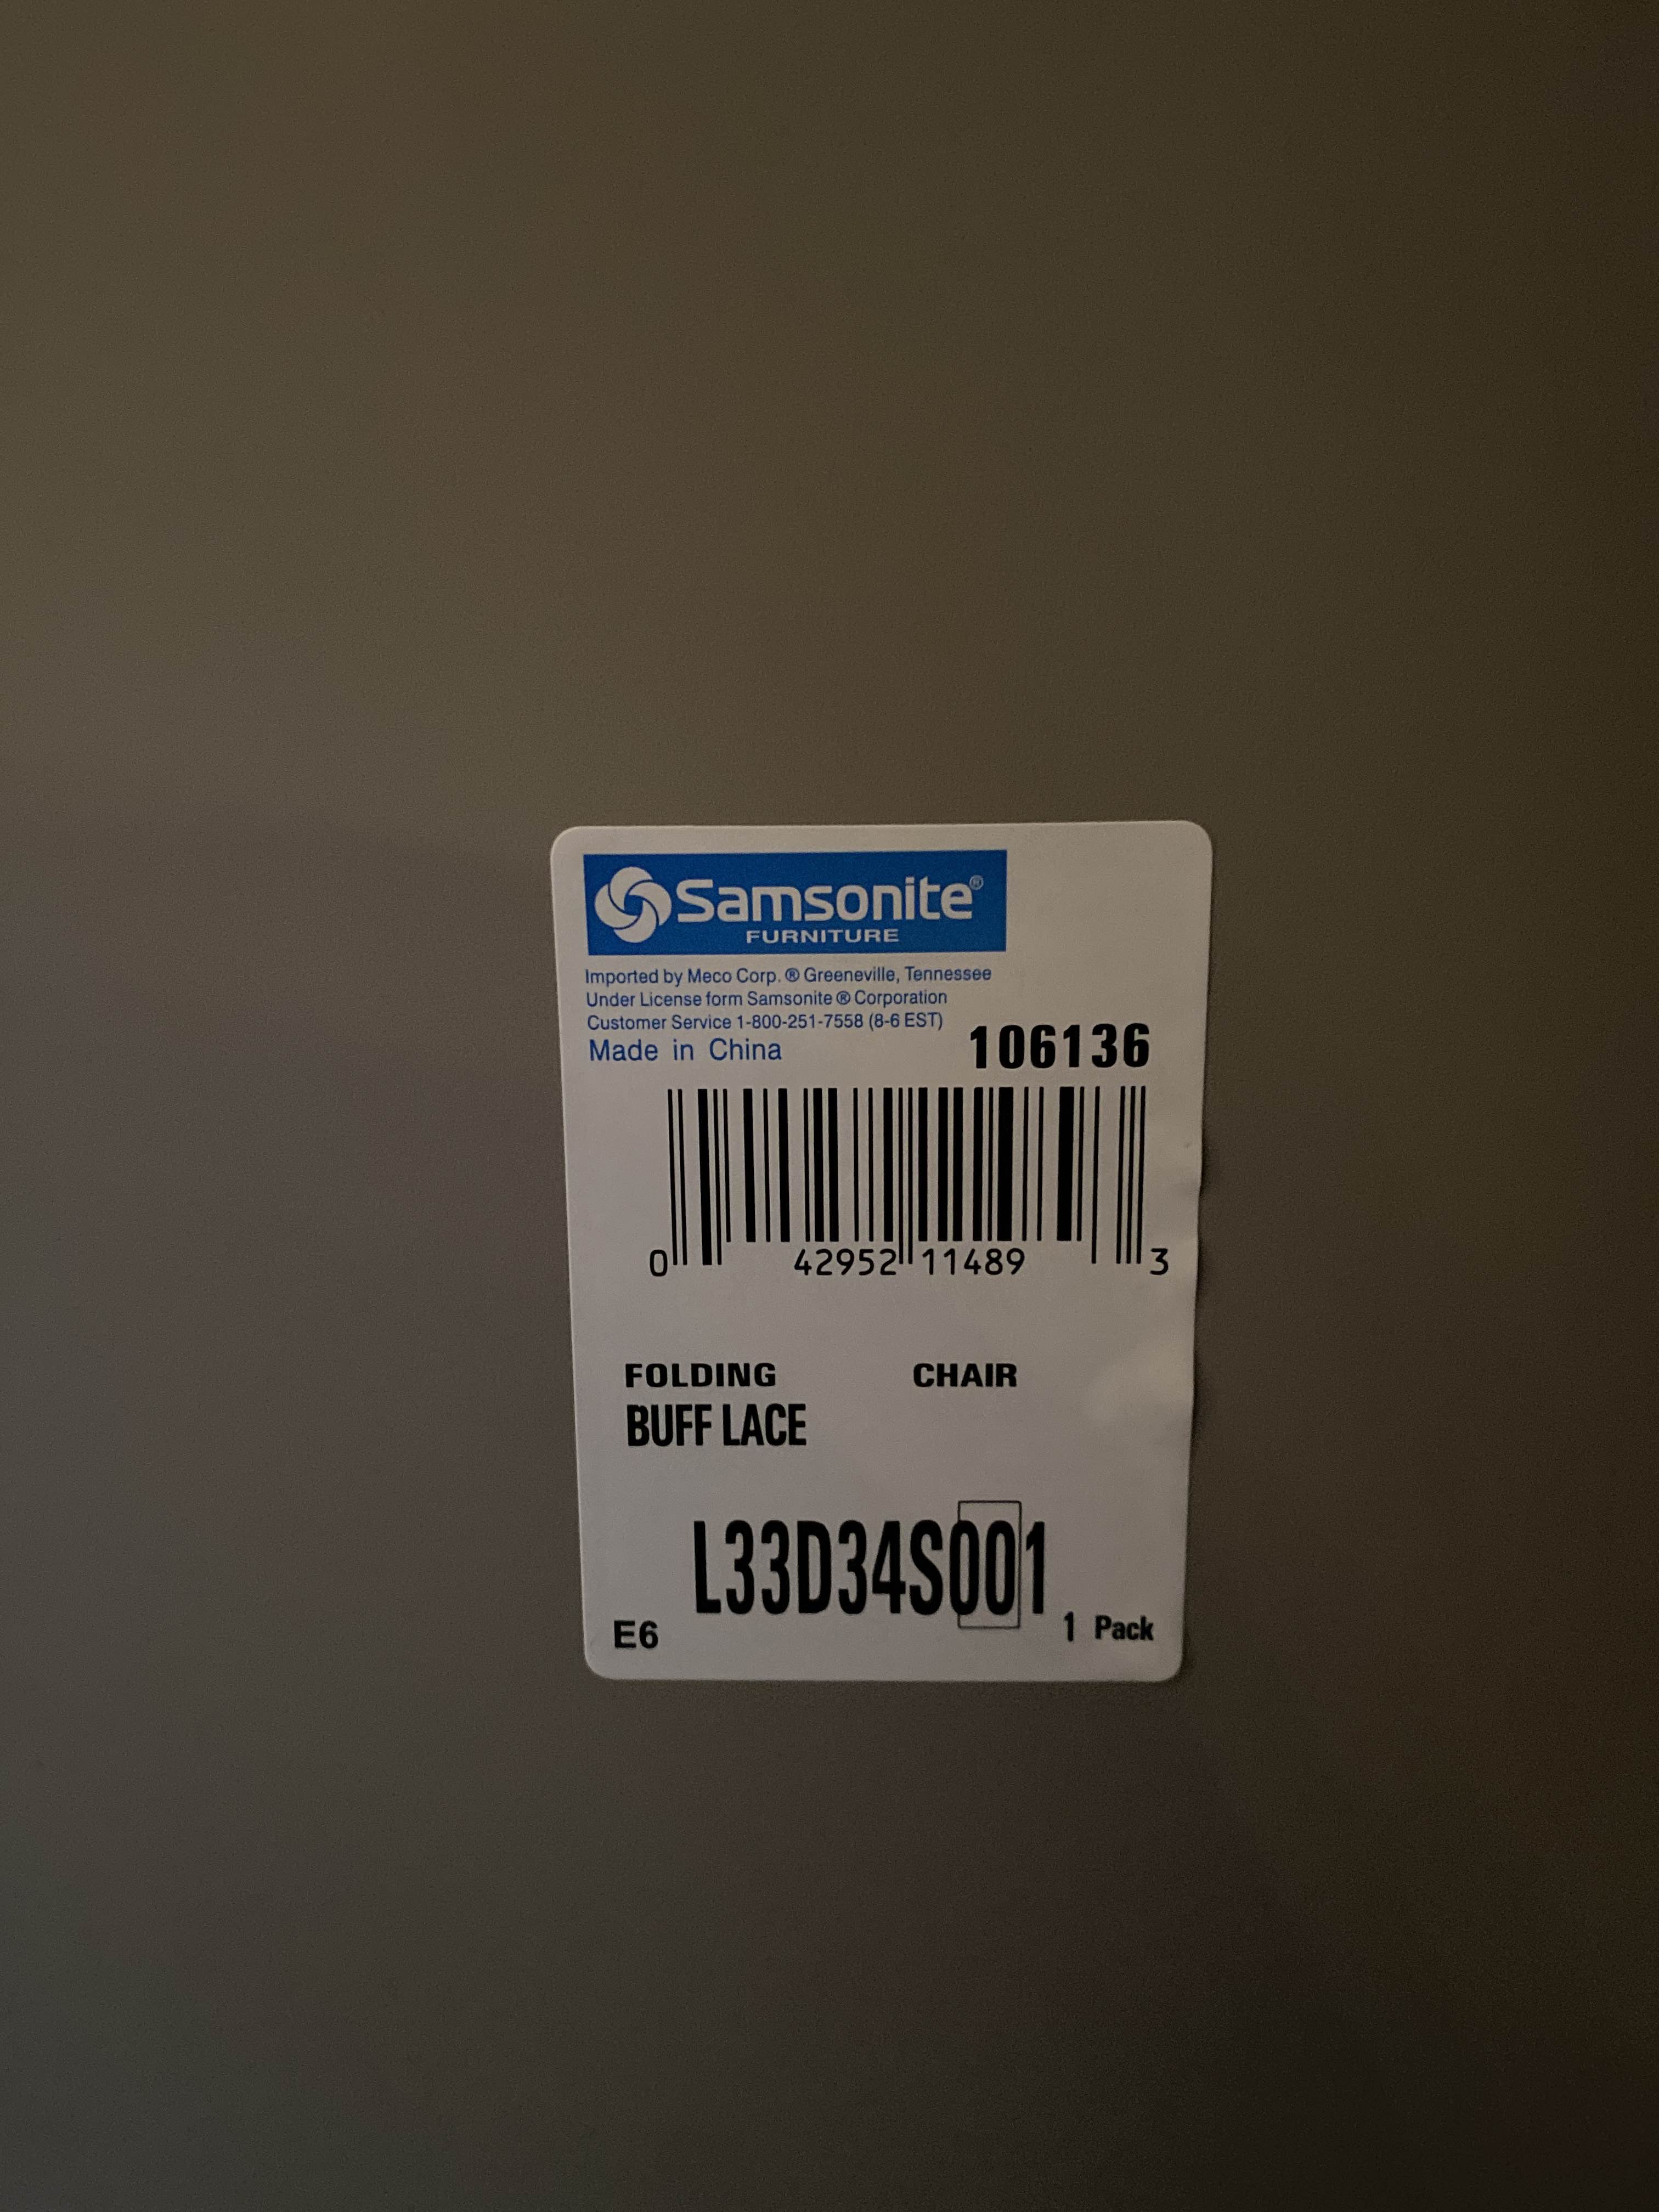 Samsonite®
FURNITURE
Imported by Meco Corp. ® Greeneville, Tennessee
Under License form Samsonite ® Corporation
Customer Service 1-800-251-7558 (8-6 EST)
Made in China
106136
0 42952 11489 3
FOLDING CHAIR
BUFF LACE
L33D34S001
E6 1 Pack